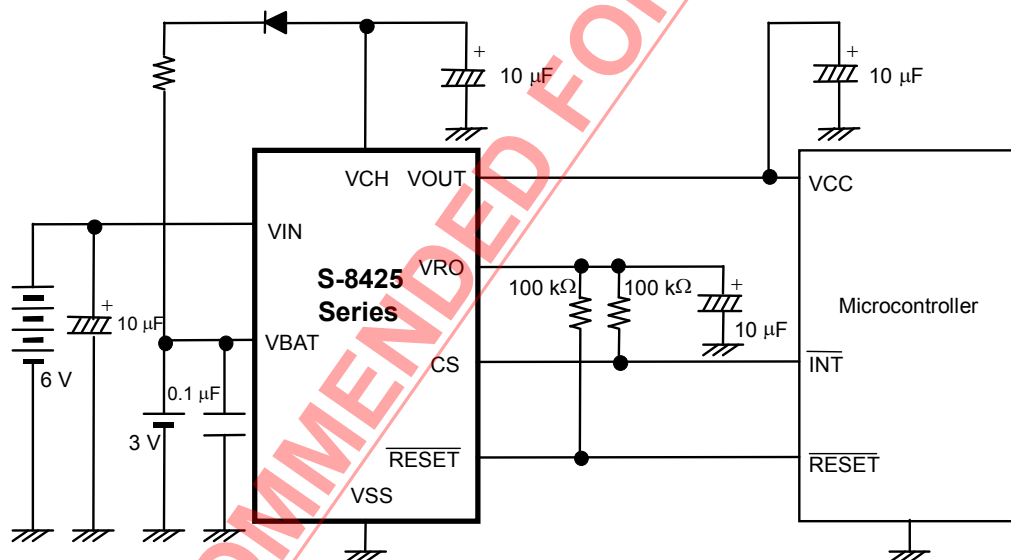 +
10 μF
+
10 μF
VCH
VOUT
VCC
VIN
S-8425
Series
VRO
100 kΩ
100 kΩ
+
10 μF
Microcontroller
+
10 μF
6 V
VBAT
0.1 μF
3 V
CS
INT
RESET
RESET
VSS
OMMENDED FOR